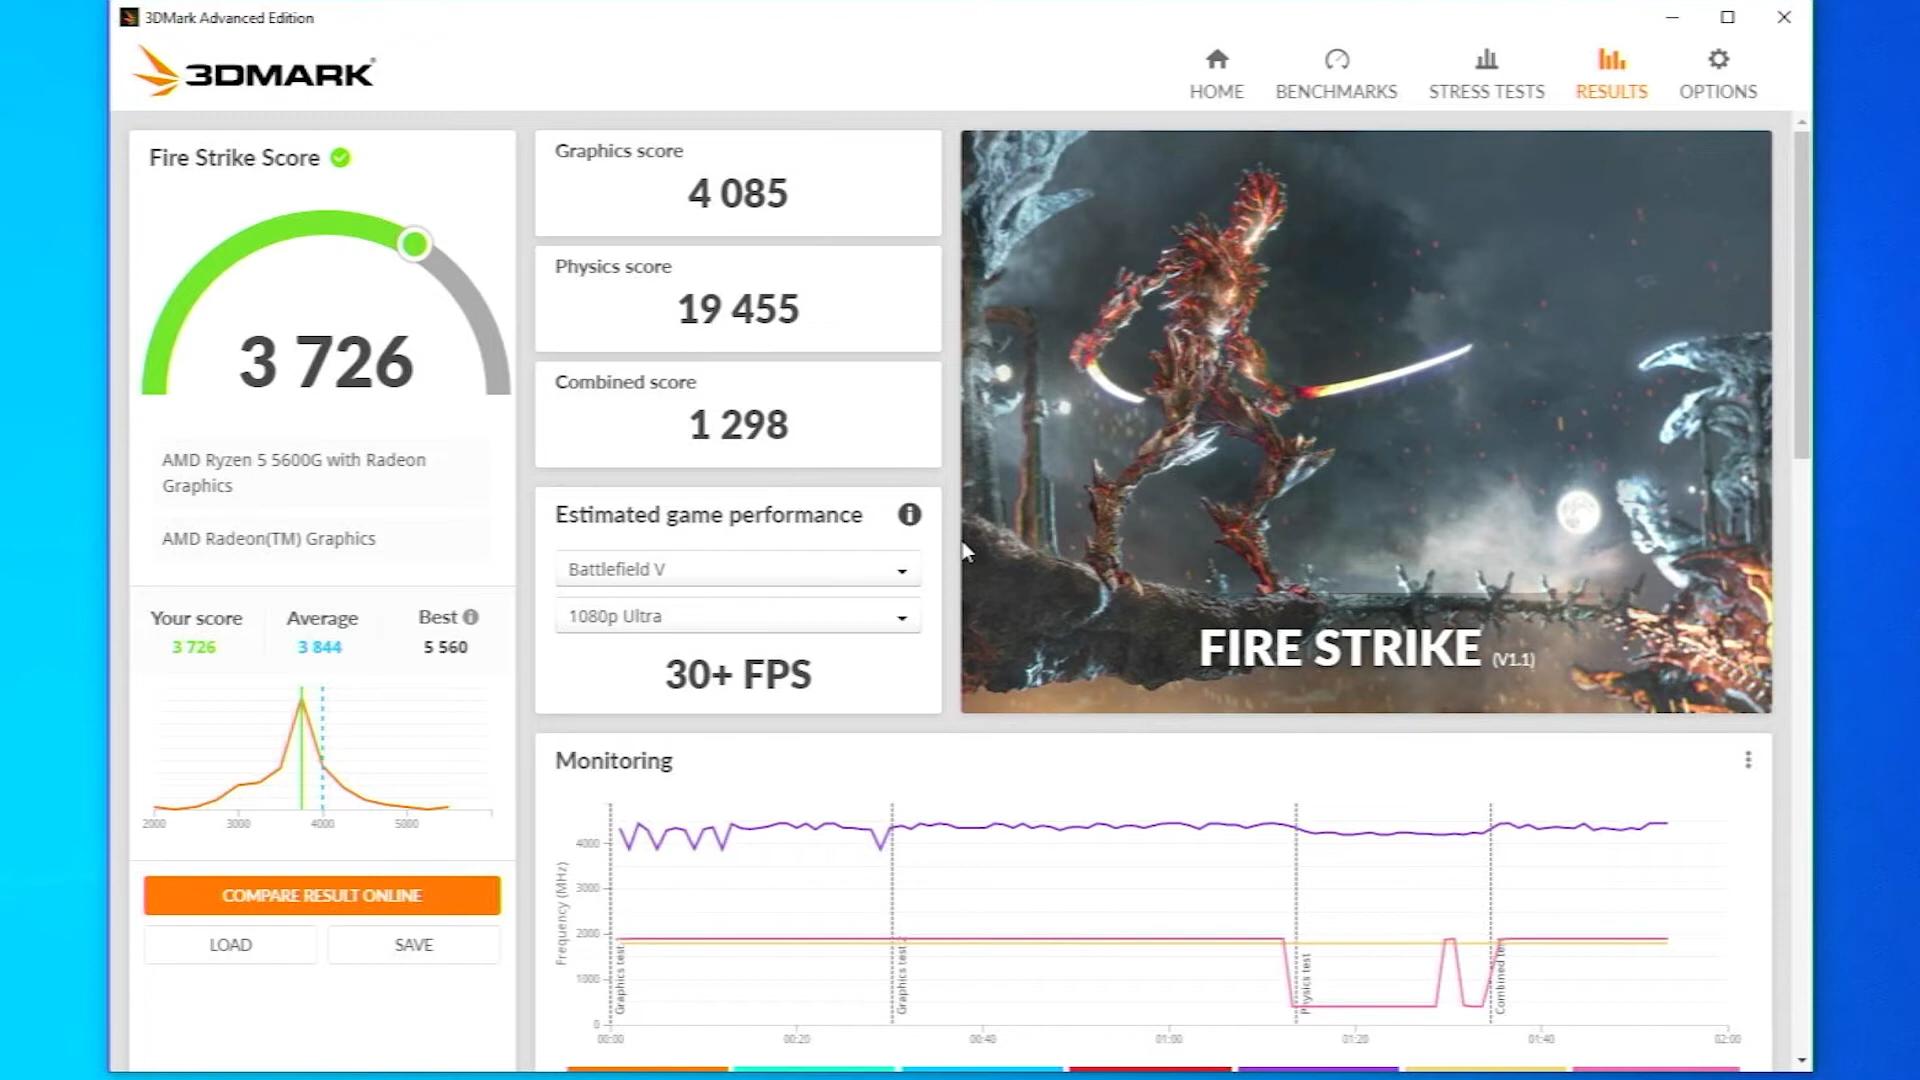 3DMark Advanced Edition
3DMARK
HOME
BENCHMARKS
STRESS TESTS
RESULTS
OPTIONS
Fire Strike Score
3 726
AMD Ryzen 5 5600G with Radeon
Graphics
AMD Radeon(TM) Graphics
Your score
Average
Best
3 726
3 844
5 560
2000
3000
4000
5000
COMPARE RESULT ONLINE
LOAD
SAVE
Graphics score
4 085
Physics score
19 455
Combined score
1 298
Estimated game performance
Battlefield V
1080p Ultra
30+ FPS
FIRE STRIKE (V1.1)
Monitoring
Frequency (MHz)
4000
3000
2000
1000
0
Graphics test
Graphics test 2
Physics test
Combined test
00:00
00:20
00:40
01:00
01:20
01:40
02:00